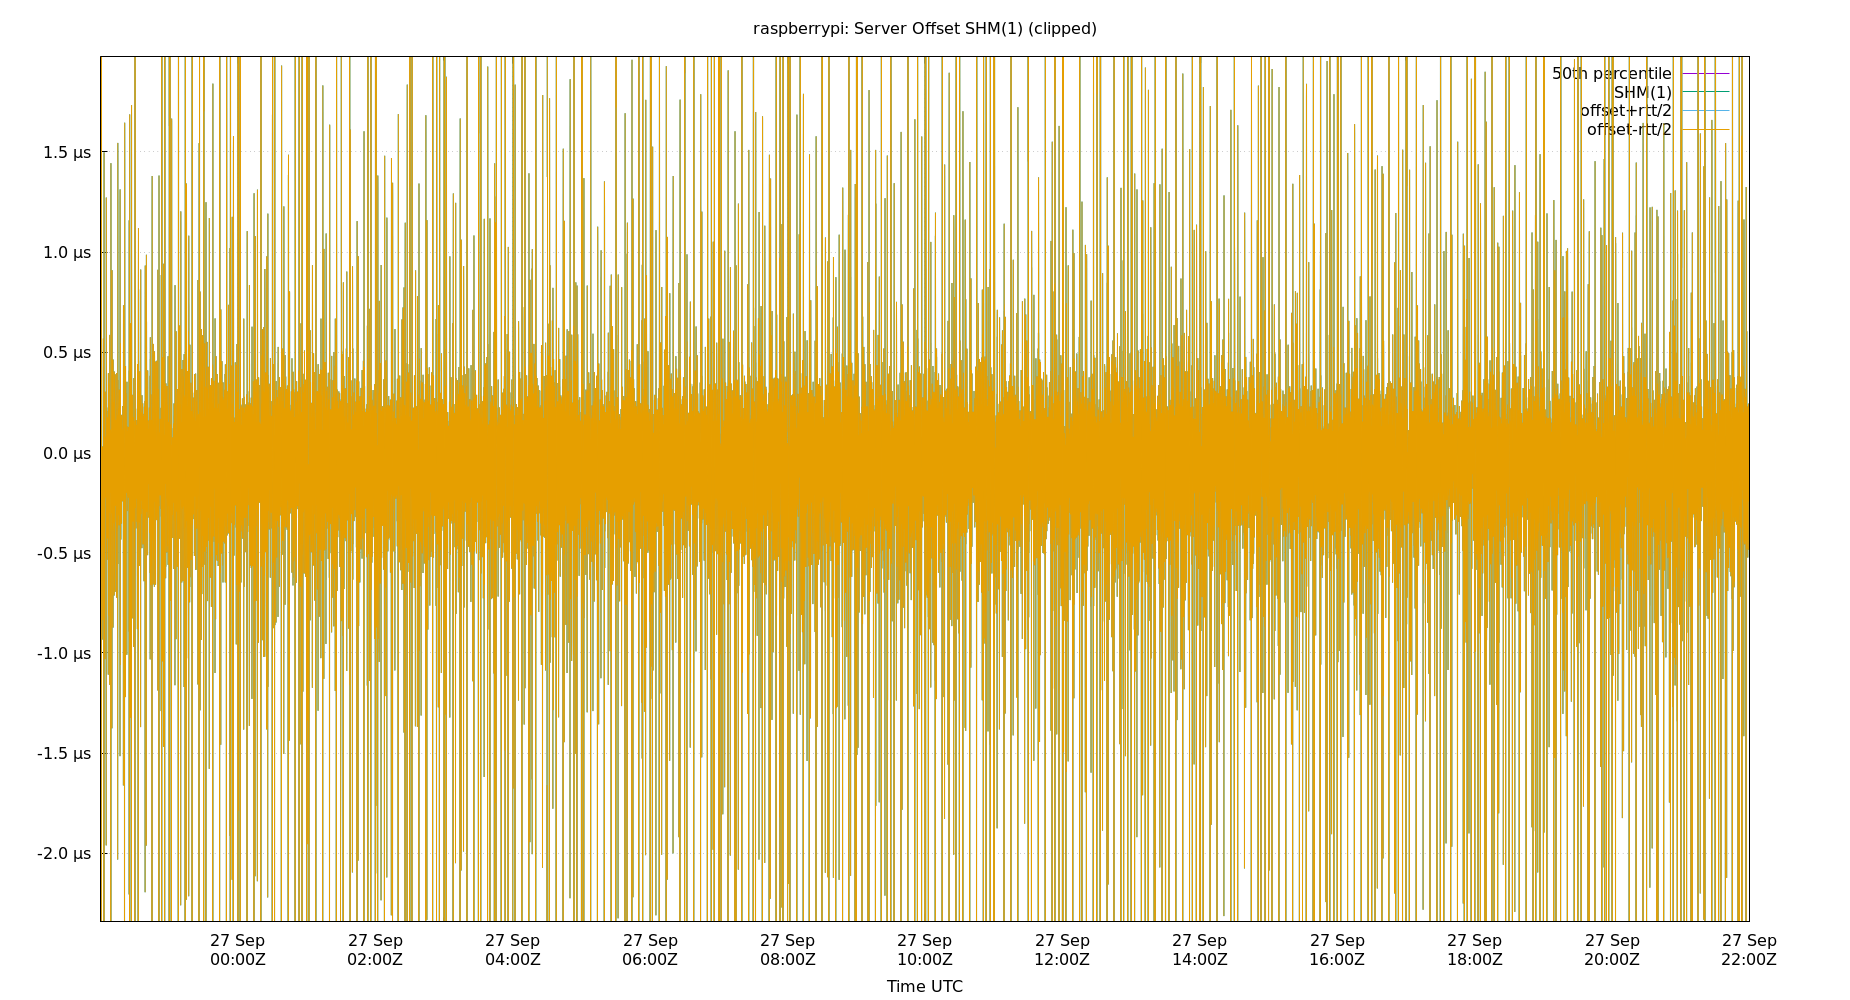 raspberrypi: Server Offset SHM(1) (clipped)
50th percentile
SHM(1)
offset+rtt/2
offset-rtt/2
1.5 µs
1.0 µs
0.5 µs
0.0 µs
-0.5 µs
-1.0 µs
-1.5 µs
-2.0 µs
27 Sep 27 Sep 27 Sep 27 Sep 27 Sep 27 Sep 27 Sep 27 Sep 27 Sep 27 Sep 27 Sep 27 Sep
00:00Z 02:00Z 04:00Z 06:00Z 08:00Z 10:00Z 12:00Z 14:00Z 16:00Z 18:00Z 20:00Z 22:00Z
Time UTC